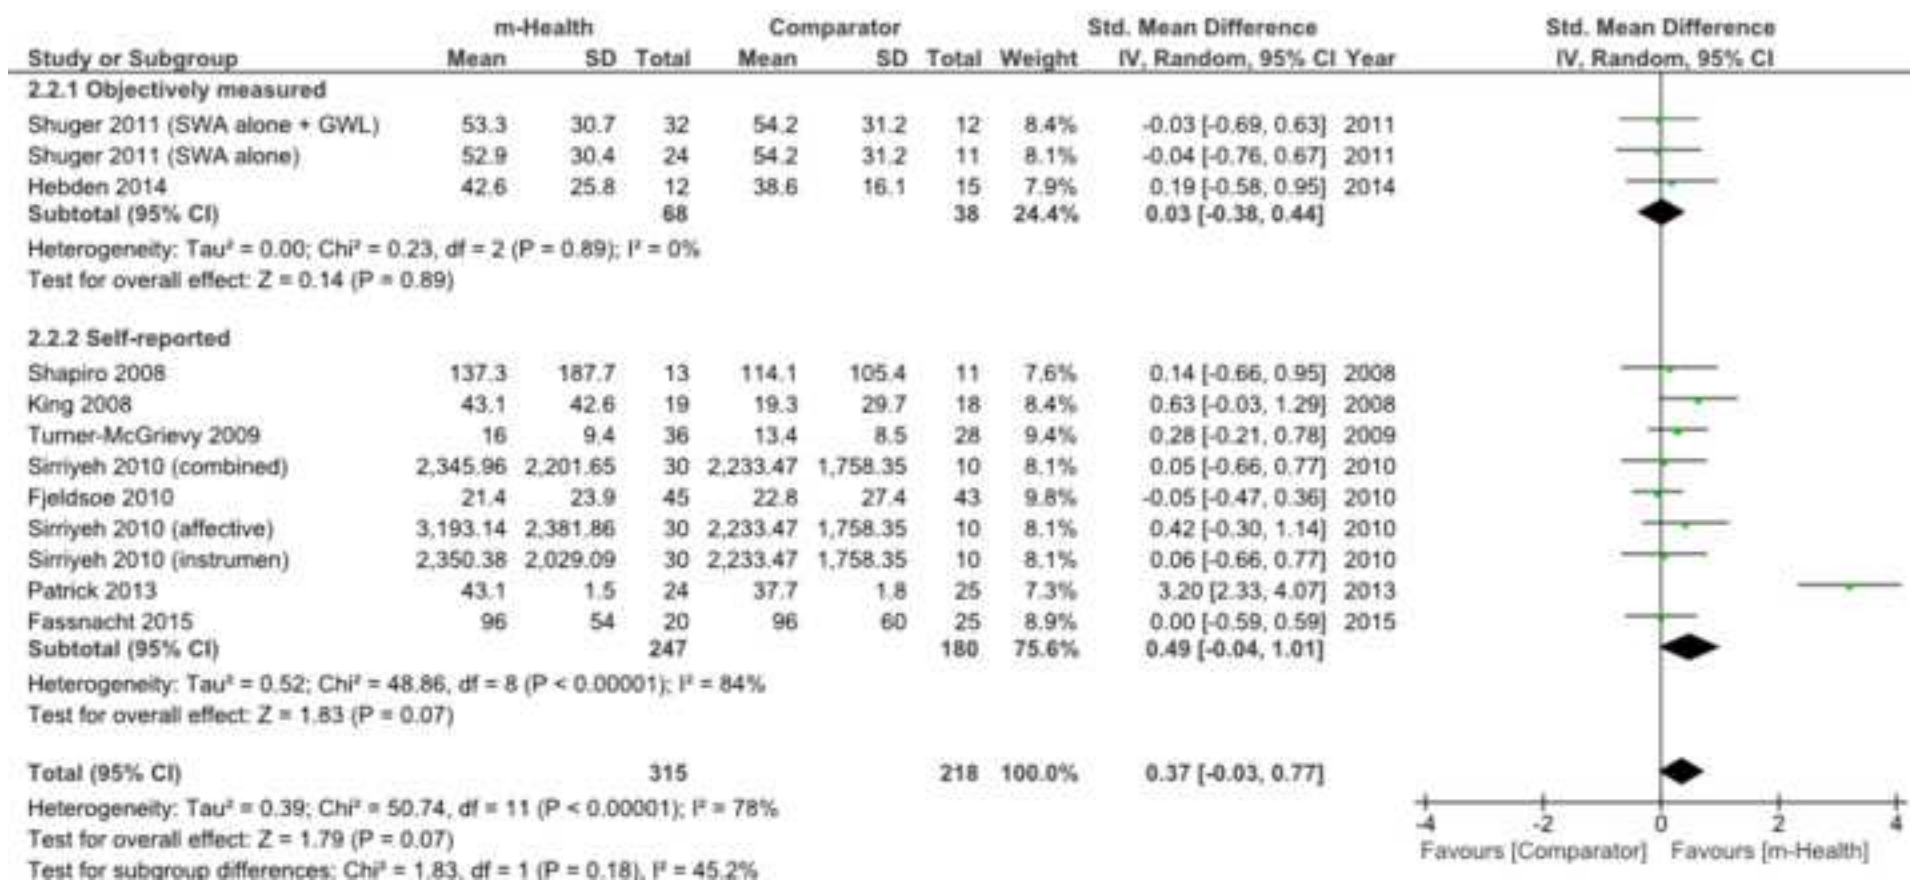 m-Health Comparator Std. Mean Difference Std. Mean Difference
Study or Subgroup Mean SD Total Mean SD Total Weight IV, Random, 95% CI Year IV, Random, 95% CI
2.2.1 Objectively measured
Shuger 2011 (SWA alone + GWL) 53.3 30.7 32 54.2 31.2 12 8.4% -0.03 [-0.69, 0.63] 2011
Shuger 2011 (SWA alone) 52.9 30.4 24 54.2 31.2 11 8.1% -0.04 [-0.76, 0.67] 2011
Hebden 2014 42.6 25.8 12 38.6 16.1 15 7.9% 0.19 [-0.58, 0.95] 2014
Subtotal (95% CI) 68 38 24.4% 0.03 [-0.38, 0.44]
Heterogeneity: Tau² = 0.00; Chi² = 0.23, df = 2 (P = 0.89); I² = 0%
Test for overall effect: Z = 0.14 (P = 0.89)
2.2.2 Self-reported
Shapiro 2008 137.3 187.7 13 114.1 105.4 11 7.6% 0.14 [-0.66, 0.95] 2008
King 2008 43.1 42.6 19 19.3 29.7 18 8.4% 0.63 [-0.03, 1.29] 2008
Turner-McGrievy 2009 16 9.4 36 13.4 8.5 28 9.4% 0.28 [-0.21, 0.78] 2009
Sirriyeh 2010 (combined) 2,345.96 2,201.65 30 2,233.47 1,758.35 10 8.1% 0.05 [-0.66, 0.77] 2010
Fjeldsoe 2010 21.4 23.9 45 22.8 27.4 43 9.8% -0.05 [-0.47, 0.36] 2010
Sirriyeh 2010 (affective) 3,193.14 2,381.86 30 2,233.47 1,758.35 10 8.1% 0.42 [-0.30, 1.14] 2010
Sirriyeh 2010 (instrumen) 2,350.38 2,029.09 30 2,233.47 1,758.35 10 8.1% 0.06 [-0.66, 0.77] 2010
Patrick 2013 43.1 1.5 24 37.7 1.8 25 7.3% 3.20 [2.33, 4.07] 2013
Fassnacht 2015 96 54 20 96 60 25 8.9% 0.00 [-0.59, 0.59] 2015
Subtotal (95% CI) 247 180 75.6% 0.49 [-0.04, 1.01]
Heterogeneity: Tau² = 0.52; Chi² = 48.86, df = 8 (P < 0.00001); I² = 84%
Test for overall effect: Z = 1.83 (P = 0.07)
Total (95% CI) 315 218 100.0% 0.37 [-0.03, 0.77]
Heterogeneity: Tau² = 0.39; Chi² = 50.74, df = 11 (P < 0.00001); I² = 78%
Test for overall effect: Z = 1.79 (P = 0.07)
Test for subgroup differences: Chi² = 1.83, df = 1 (P = 0.18), I² = 45.2%
-4 -2 0 2 4
Favours [Comparator] Favours [m-Health]